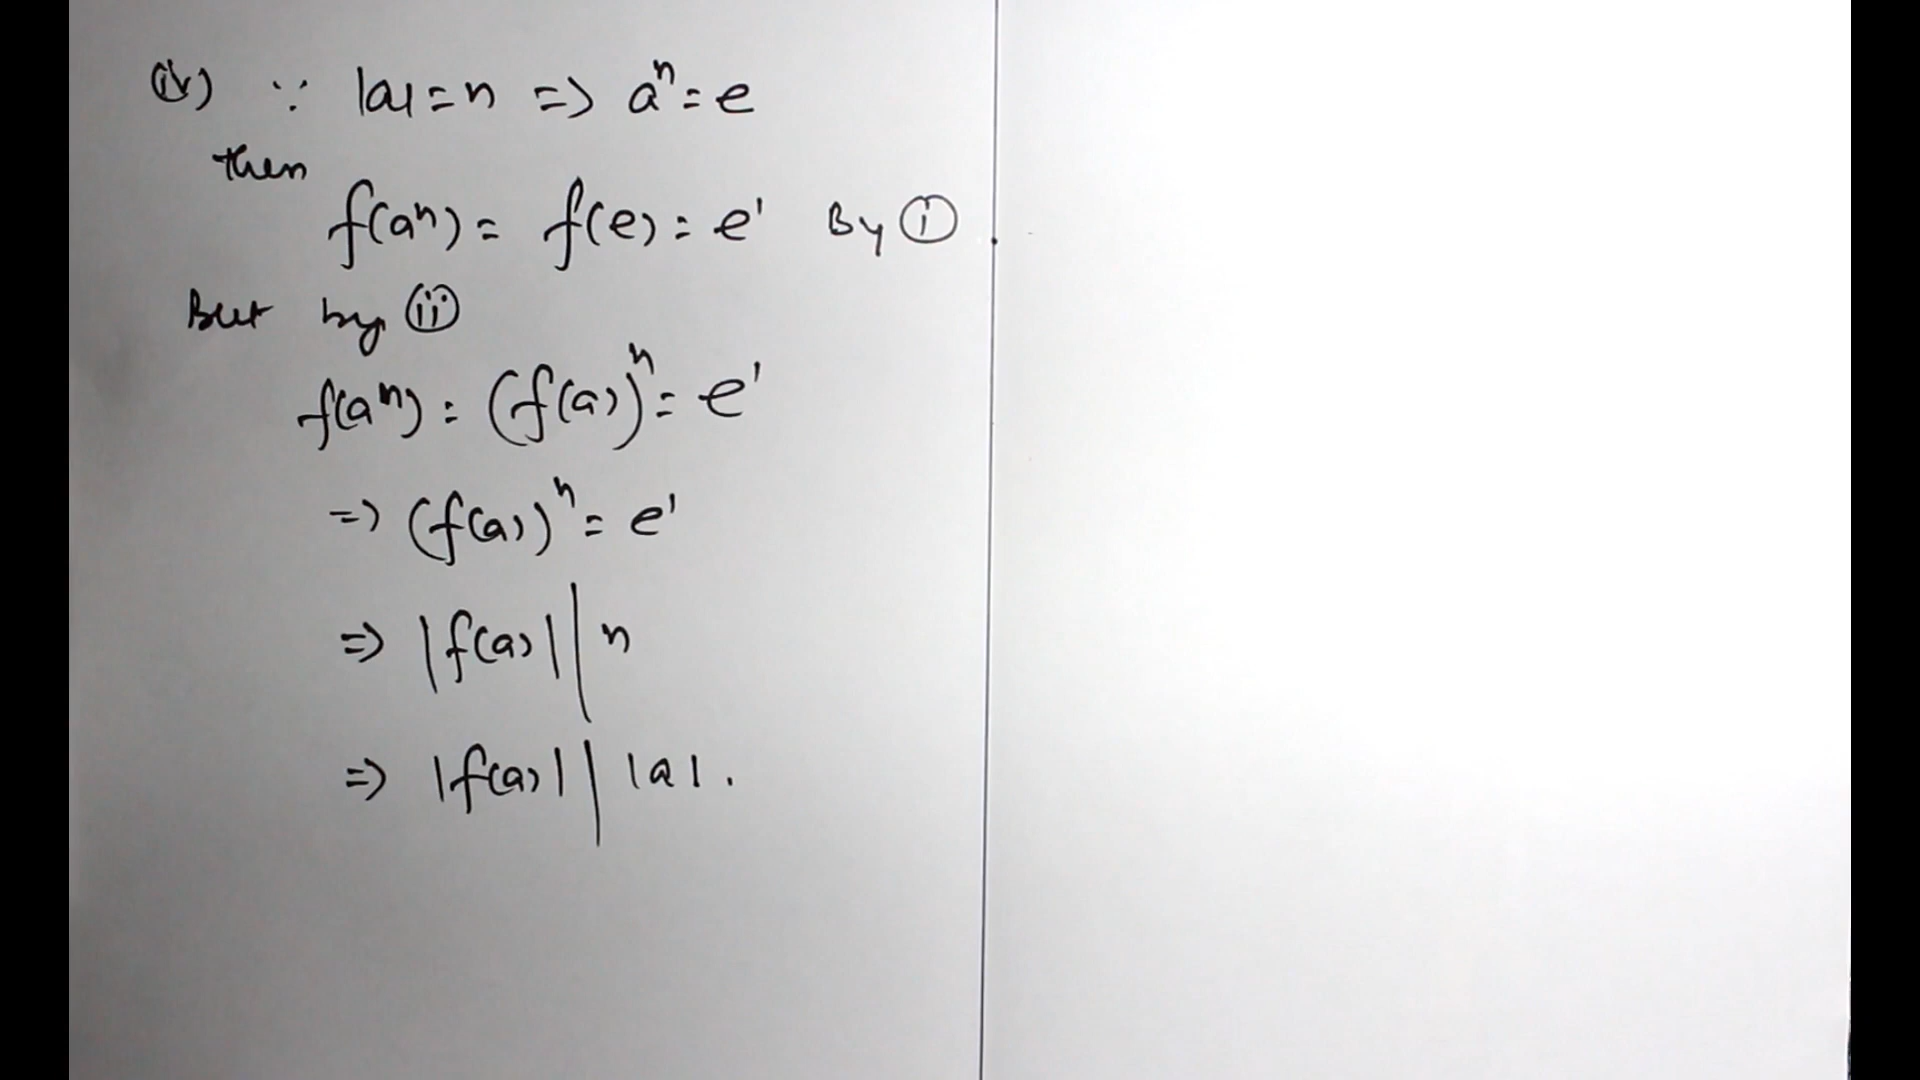 (iv) ∵ |a| = n => aⁿ = e
then
f(aⁿ) = f(e) = e' By (i)
But by (ii)
f(aⁿ) = (f(a))ⁿ = e'
=> (f(a))ⁿ = e'
=> |f(a)| | n
=> |f(a)| | |a| .